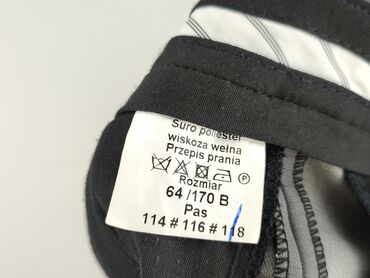 Suro poliester
wiskoza wełna
Przepis prania
P
Rozmiar
64 /170 B
Pas
114 # 116 # 118